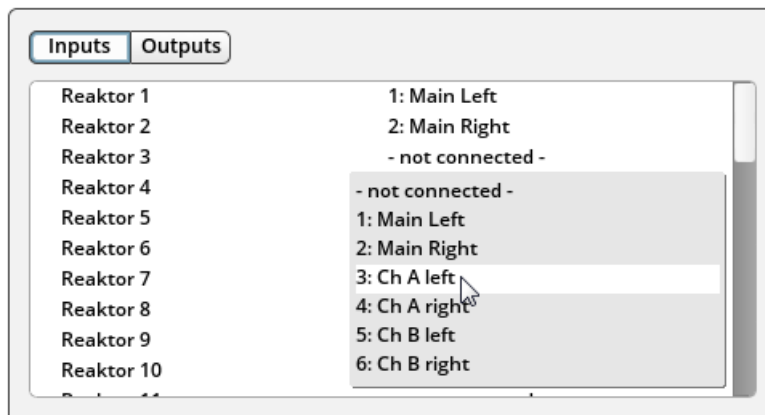 Inputs Outputs
Reaktor 1 1: Main Left
Reaktor 2 2: Main Right
Reaktor 3 - not connected -
Reaktor 4 - not connected -
Reaktor 5 1: Main Left
Reaktor 6 2: Main Right
Reaktor 7 3: Ch A left
Reaktor 8 4: Ch A right
Reaktor 9 5: Ch B left
Reaktor 10 6: Ch B right